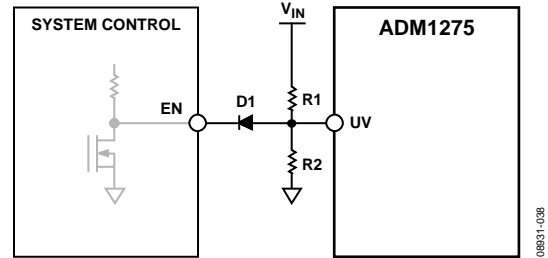 SYSTEM CONTROL
VIN
ADM1275
EN
D1
R1
UV
R2
08931-038